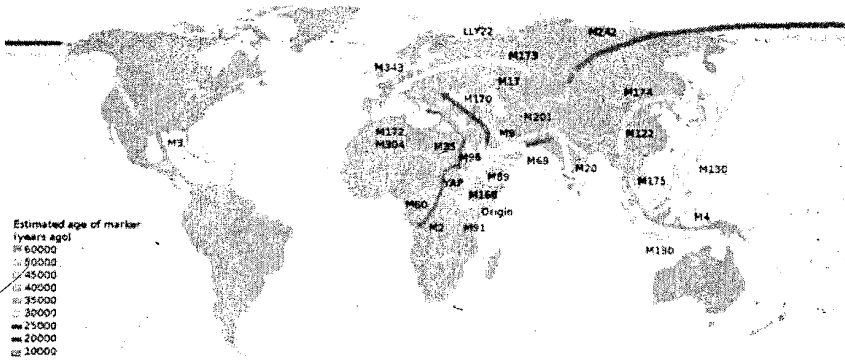 LLY22
M242
M173
M343
M17
M174
M170
M201
M172
M304
M35
M9
M122
M3
M96
M69
M20
M130
M89
YAP
M168
M175
M60
Origin
M4
M2
M91
M130
Estimated age of marker
(years ago)
60000
50000
45000
40000
35000
30000
25000
20000
10000